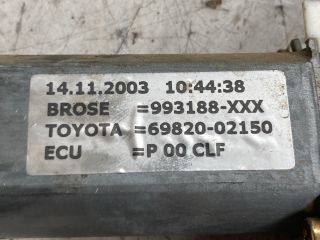 14.11.2003 10:44:38
BROSE =993188-XXX
TOYOTA =69820-02150
ECU =P 00 CLF